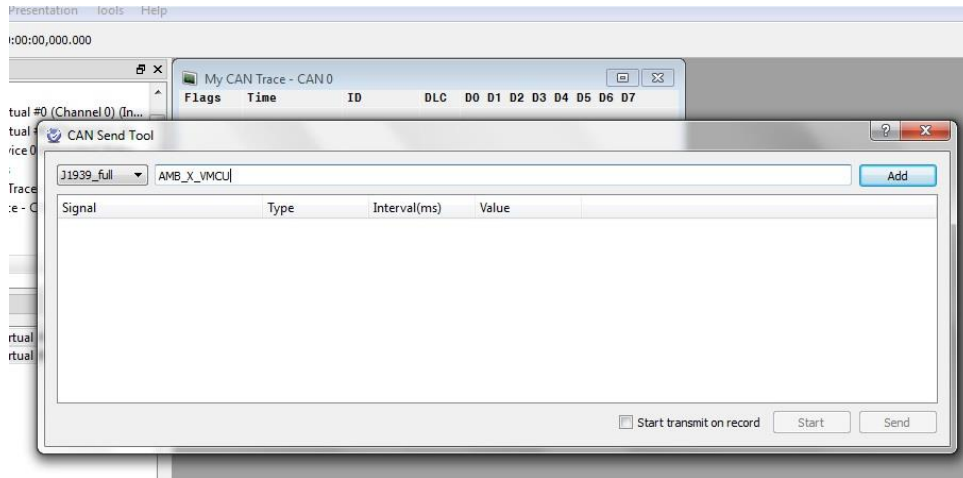 Presentation Tools Help
:00:00,000.000
My CAN Trace - CAN 0
Flags Time ID DLC D0 D1 D2 D3 D4 D5 D6 D7
tual #0 (Channel 0) (In...
tual
vice 0
CAN Send Tool
J1939_full AMB_X_VMCU Add
Trace
ce - C
Signal Type Interval(ms) Value
rtual
rtual
Start transmit on record Start Send